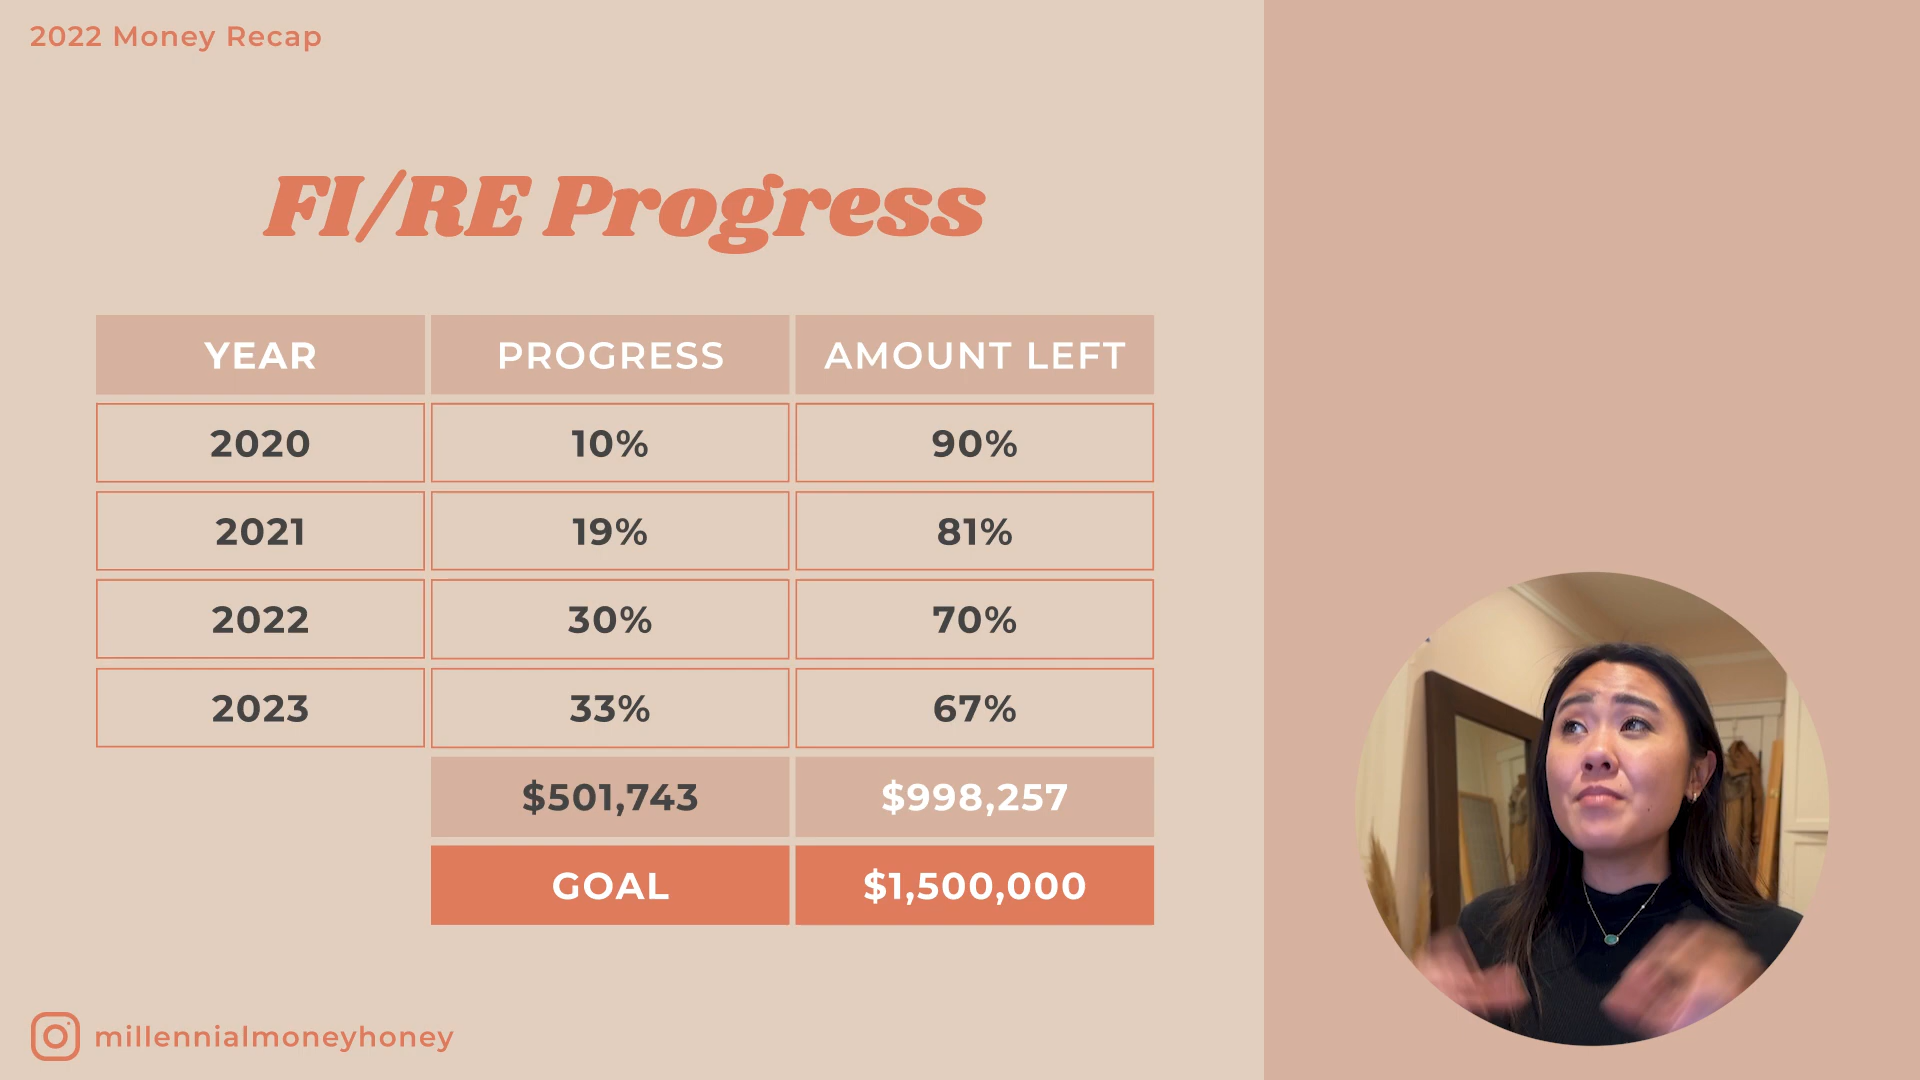 2022 Money Recap
FI/RE Progress
YEAR PROGRESS AMOUNT LEFT
2020 10% 90%
2021 19% 81%
2022 30% 70%
2023 33% 67%
$501,743 $998,257
GOAL $1,500,000
millennialmoneyhoney